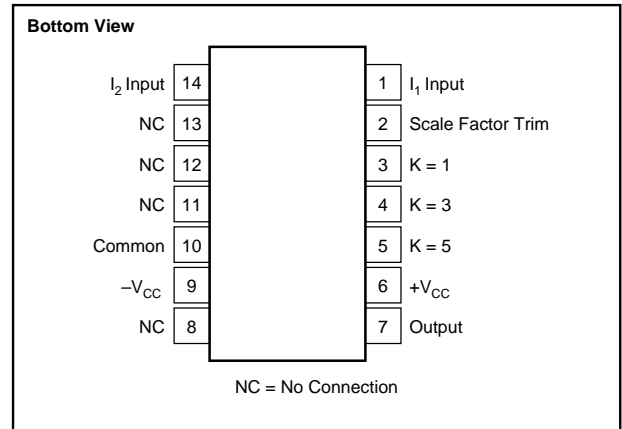 Bottom View
I2 Input 14 1 I1 Input
NC 13 2 Scale Factor Trim
NC 12 3 K = 1
NC 11 4 K = 3
Common 10 5 K = 5
–VCC 9 6 +VCC
NC 8 7 Output
NC = No Connection